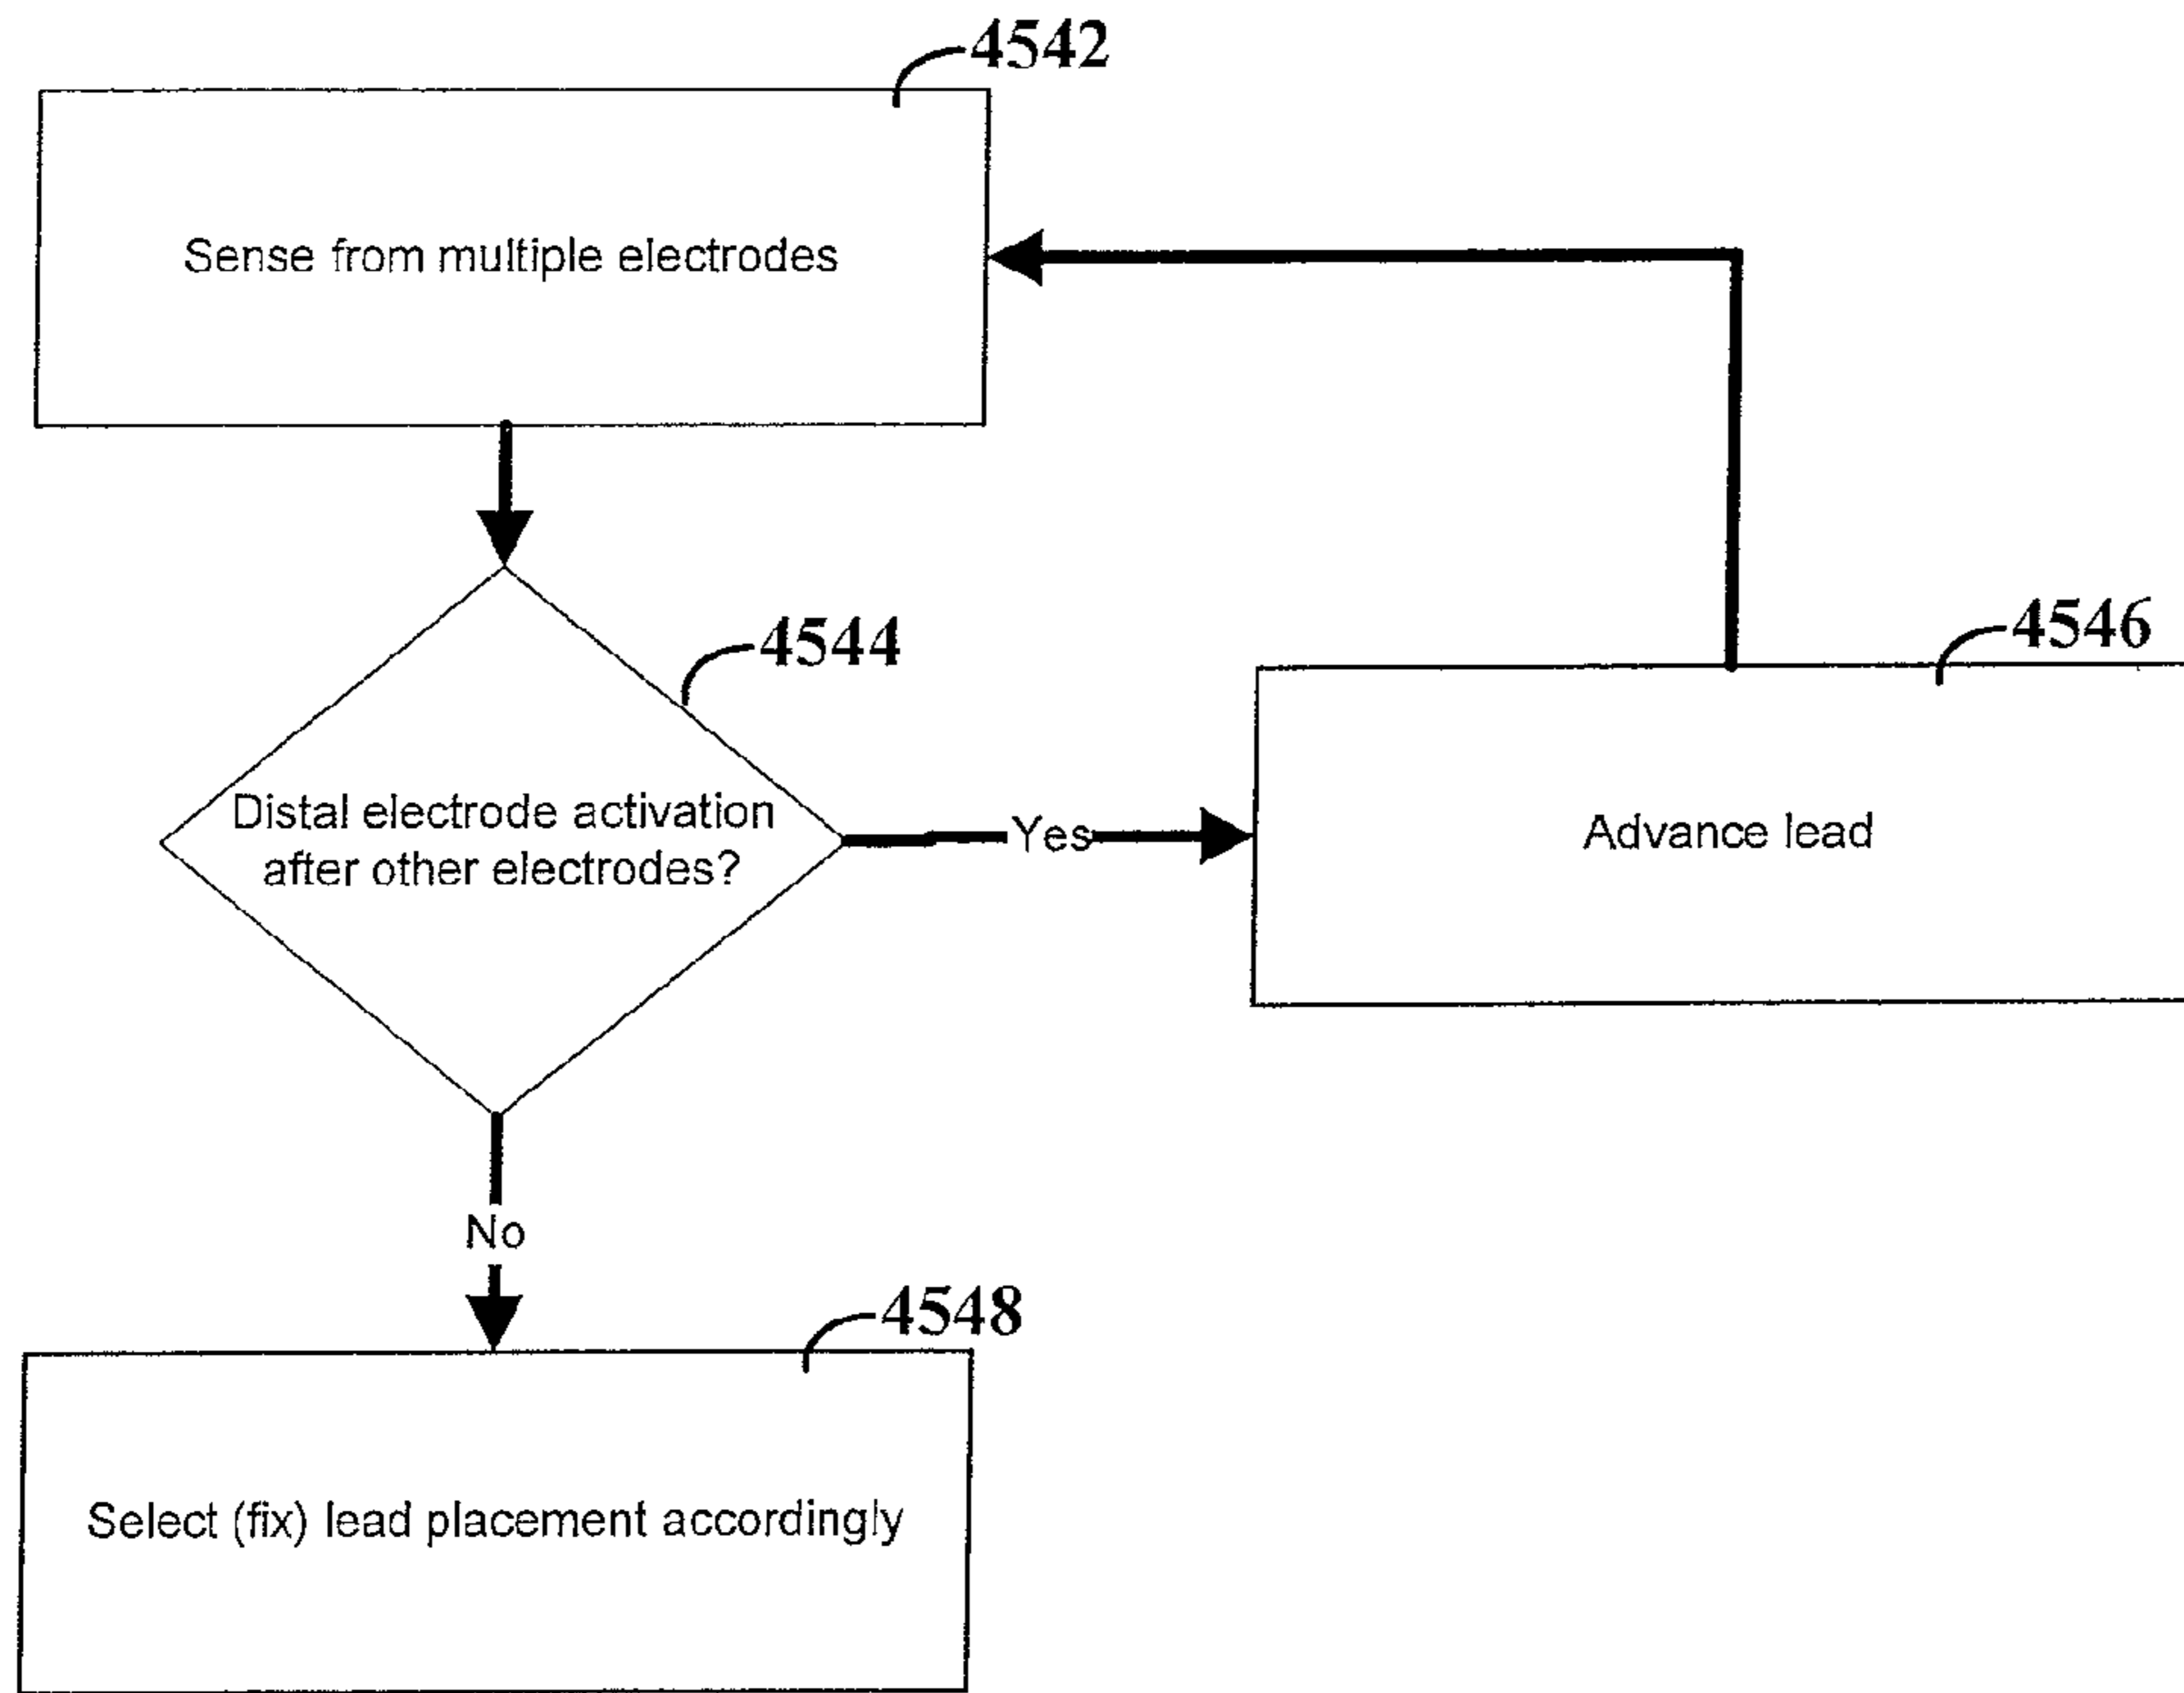 4542
Sense from multiple electrodes
4544
Distal electrode activation
after other electrodes?
Yes
4546
Advance lead
No
4548
Select (fix) lead placement accordingly